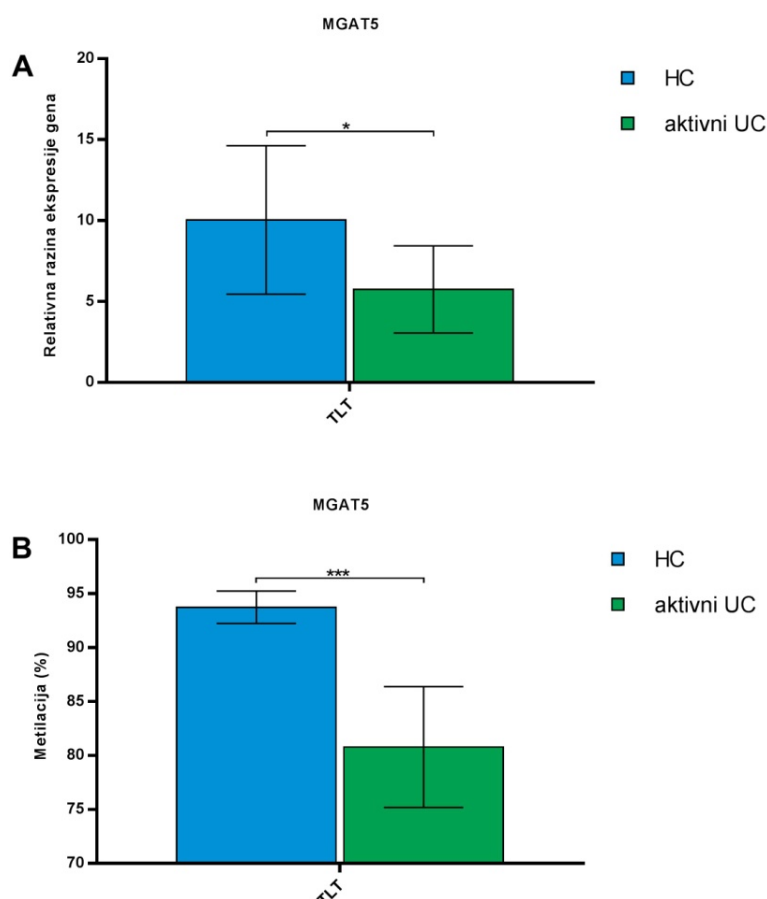 MGAT5
A
20
15
10
5
0
Relativna razina ekspresije gena
*
TLT
HC
aktivni UC
MGAT5
B
100
95
90
85
80
75
70
Metilacija (%)
***
TLT
HC
aktivni UC